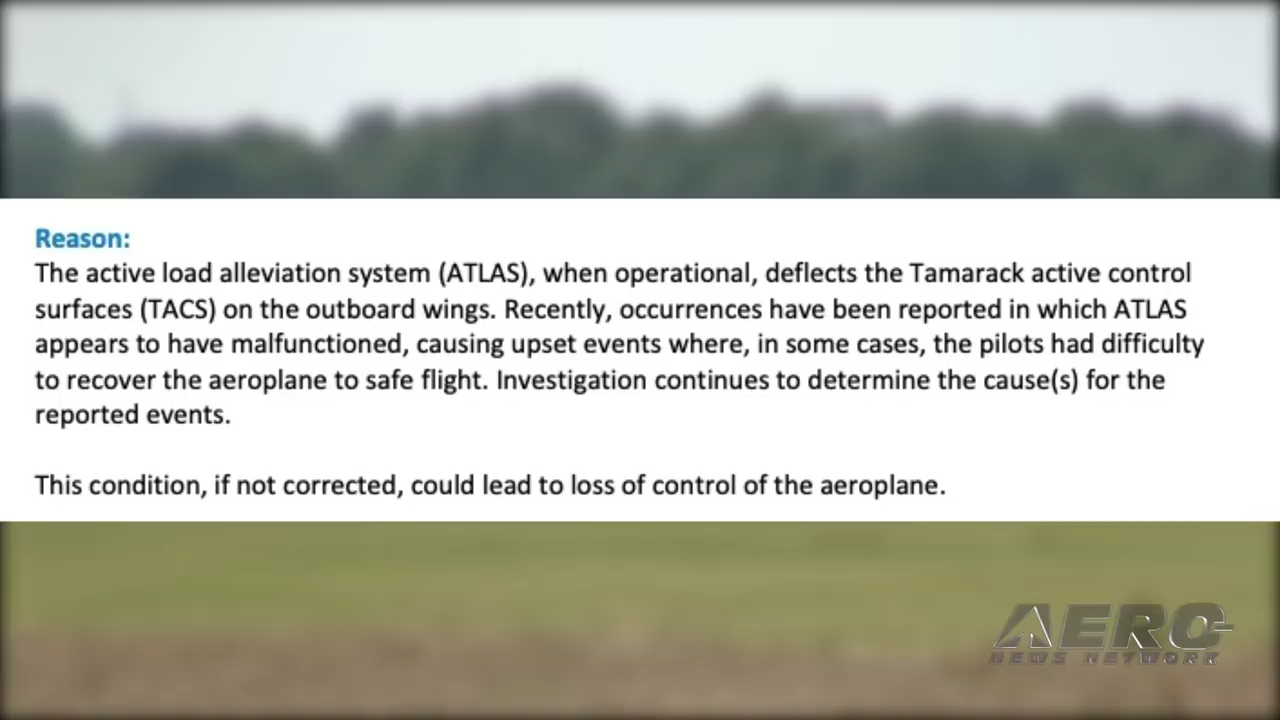 Reason:
The active load alleviation system (ATLAS), when operational, deflects the Tamarack active control
surfaces (TACS) on the outboard wings. Recently, occurrences have been reported in which ATLAS
appears to have malfunctioned, causing upset events where, in some cases, the pilots had difficulty
to recover the aeroplane to safe flight. Investigation continues to determine the cause(s) for the
reported events.
This condition, if not corrected, could lead to loss of control of the aeroplane.
AERO
NEWS NETWORK